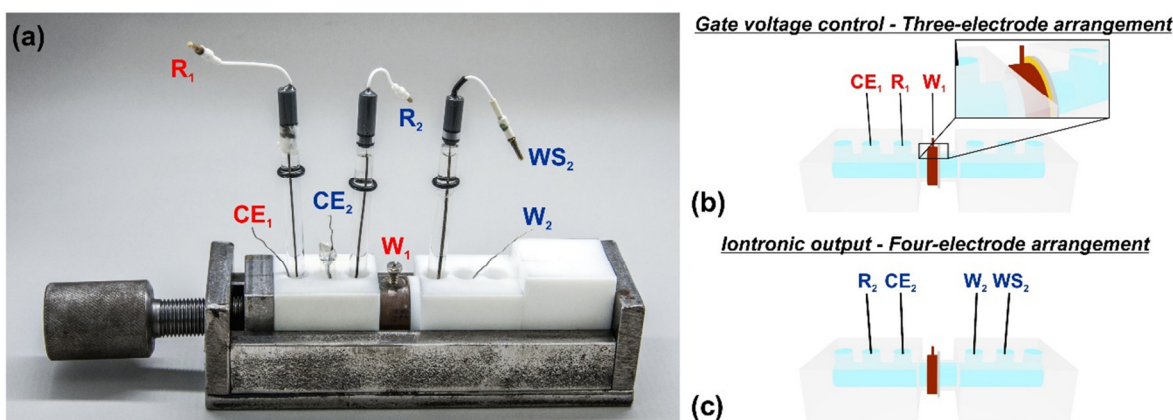 (a)
R₁
R₂
WS₂
CE₁
CE₂
W₁
W₂
Gate voltage control - Three-electrode arrangement
CE₁ R₁ W₁
(b)
Iontronic output - Four-electrode arrangement
R₂ CE₂ W₂ WS₂
(c)